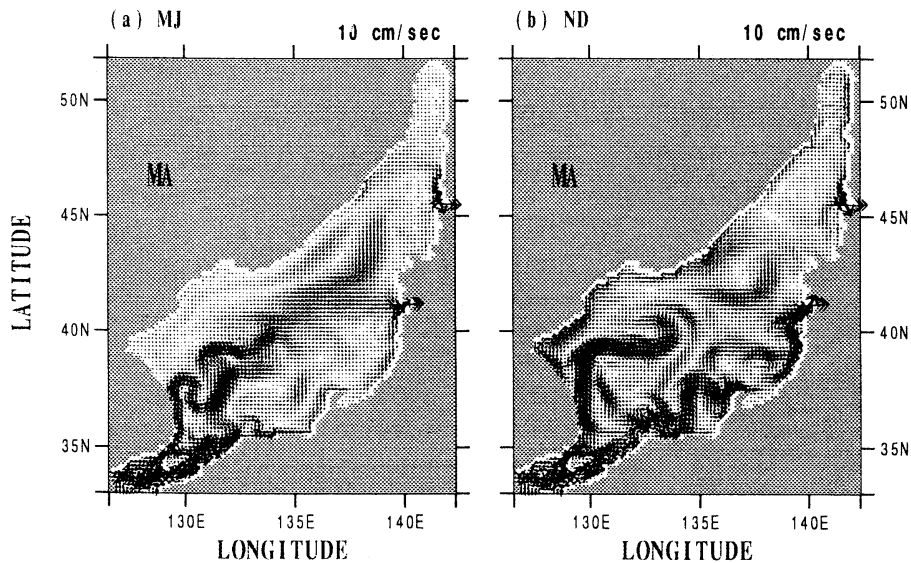 (a) MJ
10 cm/sec
(b) ND
10 cm/sec
50N
45N
40N
35N
MA
LATITUDE
130E 135E 140E
LONGITUDE
MA
50N
45N
40N
35N
130E 135E 140E
LONGITUDE